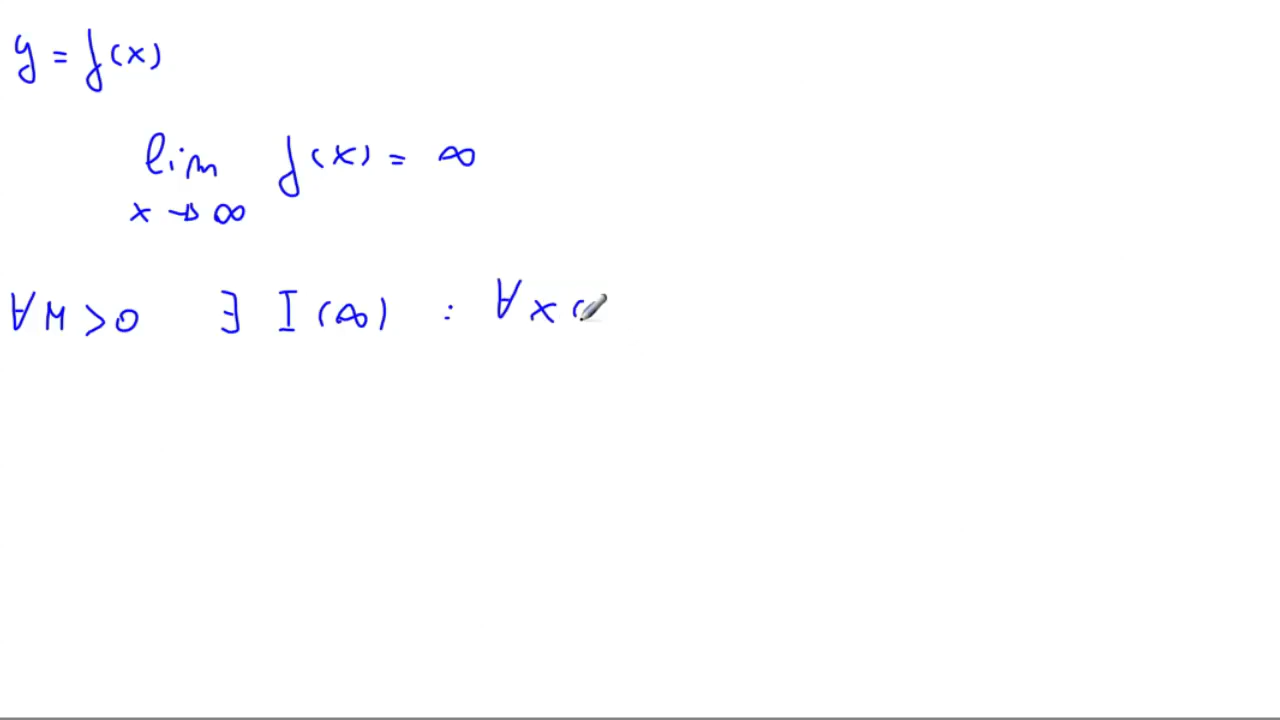 y = f(x)
lim f(x) = ∞
x → ∞
∀ M > 0 ∃ I (∞) : ∀ x